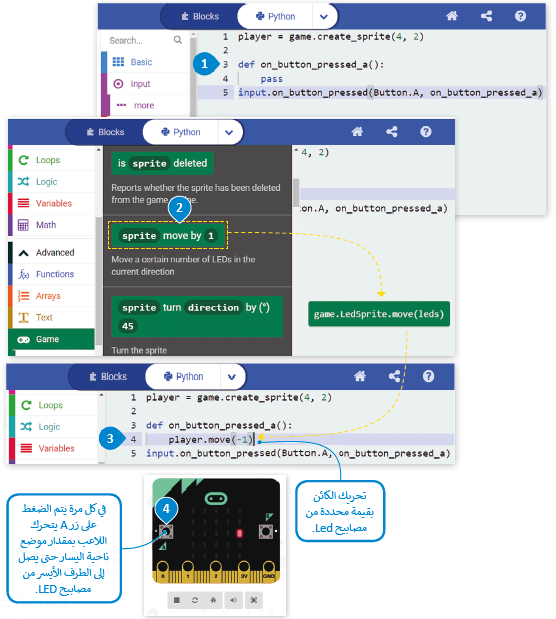 Blocks
Python
Search...
Basic
Input
more
1
1 player = game.create_sprite(4, 2)
2
3 def on_button_pressed_a():
4 pass
5 input.on_button_pressed(Button.A, on_button_pressed_a)
Blocks
Python
Loops
Logic
Variables
Math
Advanced
Functions
Arrays
Text
Game
is sprite deleted
Reports whether the sprite has been deleted
from the game
2
sprite move by 1
Move a certain number of LEDs in the
current direction
sprite turn direction by (°)
45
Turn the sprite
4, 2)
on.A, on_button_pressed_a)
game.LedSprite.move(leds)
Blocks
Python
Loops
Logic
Variables
3
1 player = game.create_sprite(4, 2)
2
3 def on_button_pressed_a():
4 player.move(-1)
5 input.on_button_pressed(Button.A, on_button_pressed_a)
تحريك الكائن
بقيمة محددة من
مصابيح Led.
في كل مرة يتم الضغط
على زر A يتحرك
اللاعب بمقدار موضع
ناحية اليسار حتى يصل
إلى الطرف الأيسر من
مصابيح LED.
4
A
B
0 1 2 3V GND